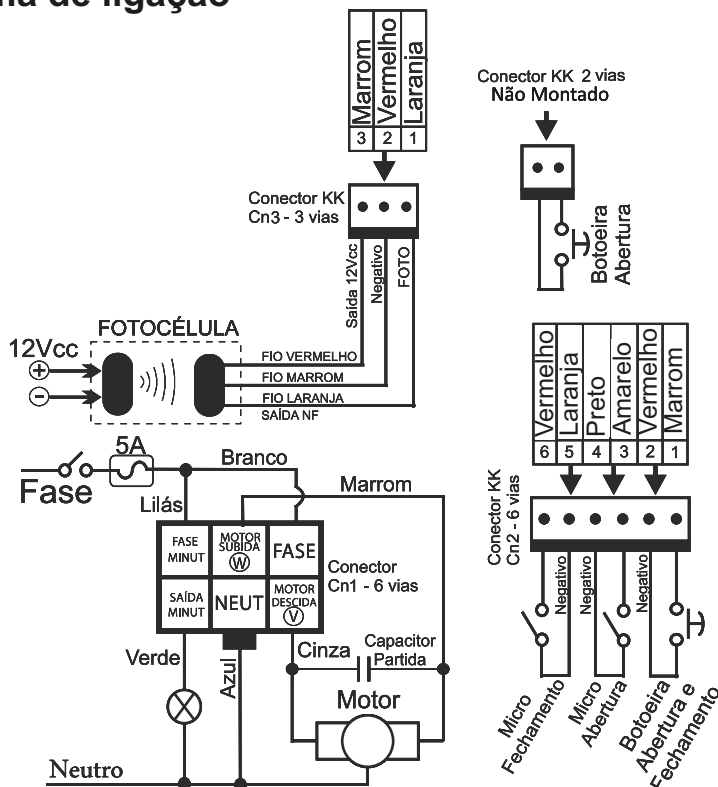 de ligação
Marrom
Vermelho
Laranja
3 2 1
Conector KK
Cn3 - 3 vias
Saída 12Vcc
Negativo
FOTO
Conector KK 2 vias
Não Montado
Botoeira
Abertura
FOTOCÉLULA
12Vcc
+
-
FIO VERMELHO
FIO MARROM
FIO LARANJA
SAÍDA NF
Vermelho
Laranja
Preto
Amarelo
Vermelho
Marrom
6 5 4 3 2 1
Conector KK
Cn2 - 6 vias
Negativo
Negativo
Negativo
Micro
Fechamento
Micro
Abertura
Botoeira
Abertura e
Fechamento
5A
Fase
Branco
Lilás
Marrom
FASE
MINUT
MOTOR
SUBIDA
W
FASE
SAÍDA
MINUT
NEUT
MOTOR
DESCIDA
V
Conector
Cn1 - 6 vias
Verde
Azul
Cinza
Capacitor
Partida
Motor
Neutro